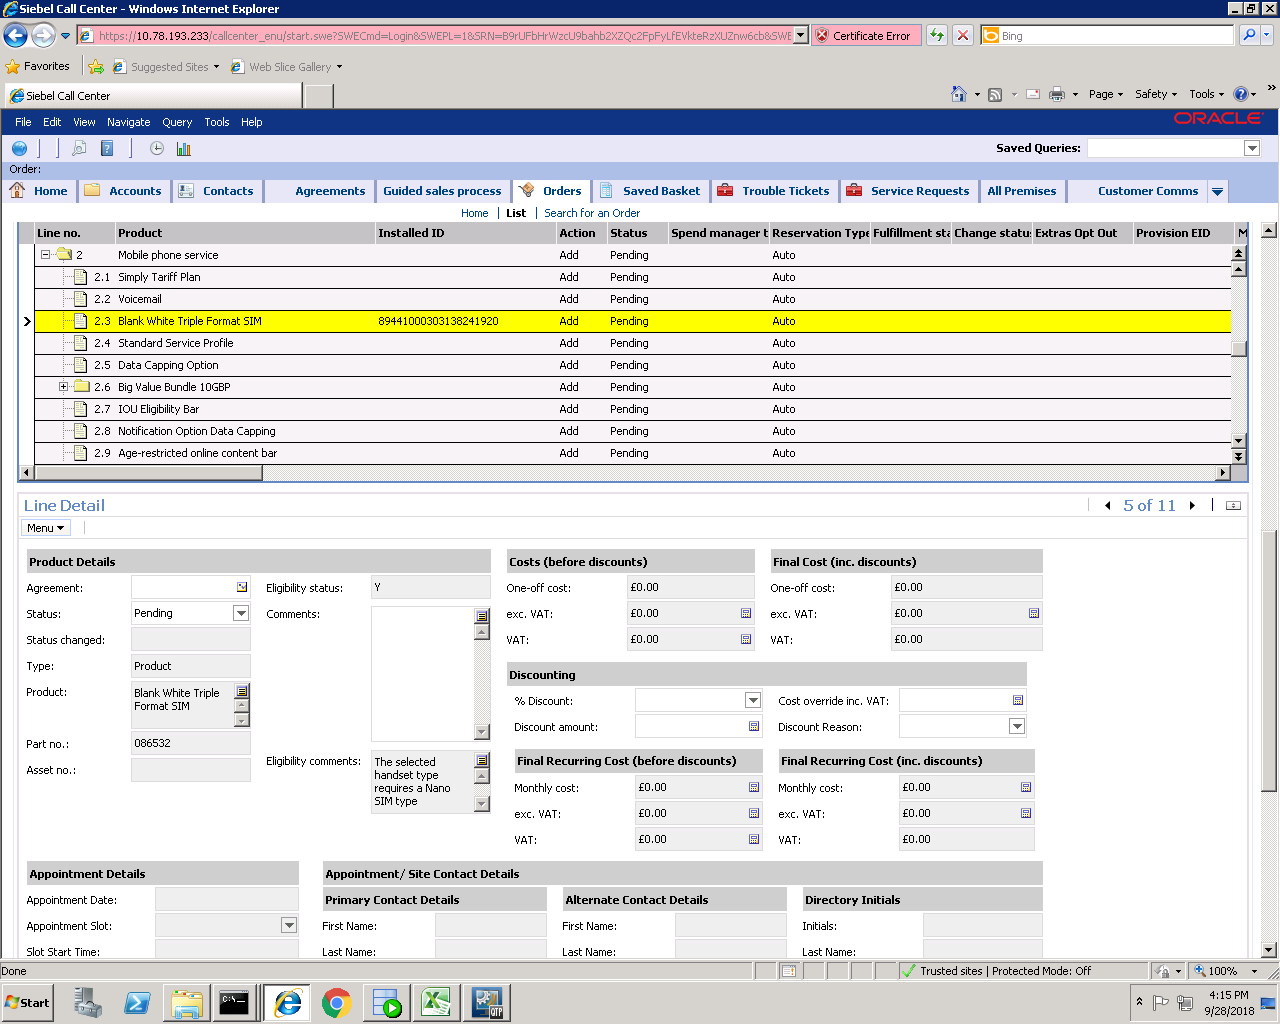 Siebel Call Center - Windows Internet Explorer
https://10.78.193.233/callcenter_enu/start.swe?SWECmd=Login&SWEPL=1&SRN=B9rUFbHrWzcU9bahb2XZQc2FpFyLfEVkteRzXUZnw6cb&SWE
Certificate Error
Bing
Favorites
Suggested Sites
Web Slice Gallery
Siebel Call Center
Page
Safety
Tools
File Edit View Navigate Query Tools Help
ORACLE
Saved Queries:
Order:
Home Accounts Contacts Agreements Guided sales process Orders Saved Basket Trouble Tickets Service Requests All Premises Customer Comms
Home | List | Search for an Order
Line no. Product Installed ID Action Status Spend manager t Reservation Type Fulfillment sta Change status Extras Opt Out Provision EID M
2 Mobile phone service Add Pending Auto
2.1 Simply Tariff Plan Add Pending Auto
2.2 Voicemail Add Pending Auto
2.3 Blank White Triple Format SIM 89441000303138241920 Add Pending Auto
2.4 Standard Service Profile Add Pending Auto
2.5 Data Capping Option Add Pending Auto
2.6 Big Value Bundle 10GBP Add Pending Auto
2.7 IOU Eligibility Bar Add Pending Auto
2.8 Notification Option Data Capping Add Pending Auto
2.9 Age-restricted online content bar Add Pending Auto
Line Detail
5 of 11
Menu
Product Details
Agreement:
Status: Pending
Status changed:
Type: Product
Product: Blank White Triple
Format SIM
Part no.: 086532
Asset no.:
Eligibility status: Y
Comments:
Eligibility comments: The selected
handset type
requires a Nano
SIM type
Costs (before discounts)
One-off cost: £0.00
exc. VAT: £0.00
VAT: £0.00
Final Cost (inc. discounts)
One-off cost: £0.00
exc. VAT: £0.00
VAT: £0.00
Discounting
% Discount:
Discount amount:
Cost override inc. VAT:
Discount Reason:
Final Recurring Cost (before discounts)
Monthly cost: £0.00
exc. VAT: £0.00
VAT: £0.00
Final Recurring Cost (inc. discounts)
Monthly cost: £0.00
exc. VAT: £0.00
VAT: £0.00
Appointment Details
Appointment Date:
Appointment Slot:
Slot Start Time:
Appointment/ Site Contact Details
Primary Contact Details
First Name:
Last Name:
Alternate Contact Details
First Name:
Last Name:
Directory Initials
Initials:
Last Name:
Done
Trusted sites | Protected Mode: Off
100%
Start
C:\
QTP
4:15 PM
9/28/2018